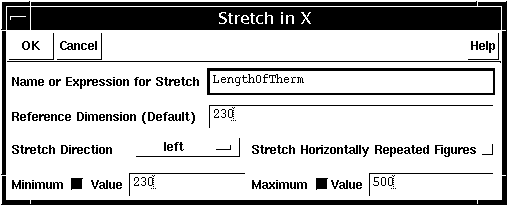 Stretch in X
OK Cancel Help
Name or Expression for Stretch LengthOfTherm
Reference Dimension (Default) 230
Stretch Direction left Stretch Horizontally Repeated Figures
Minimum Value 230 Maximum Value 500